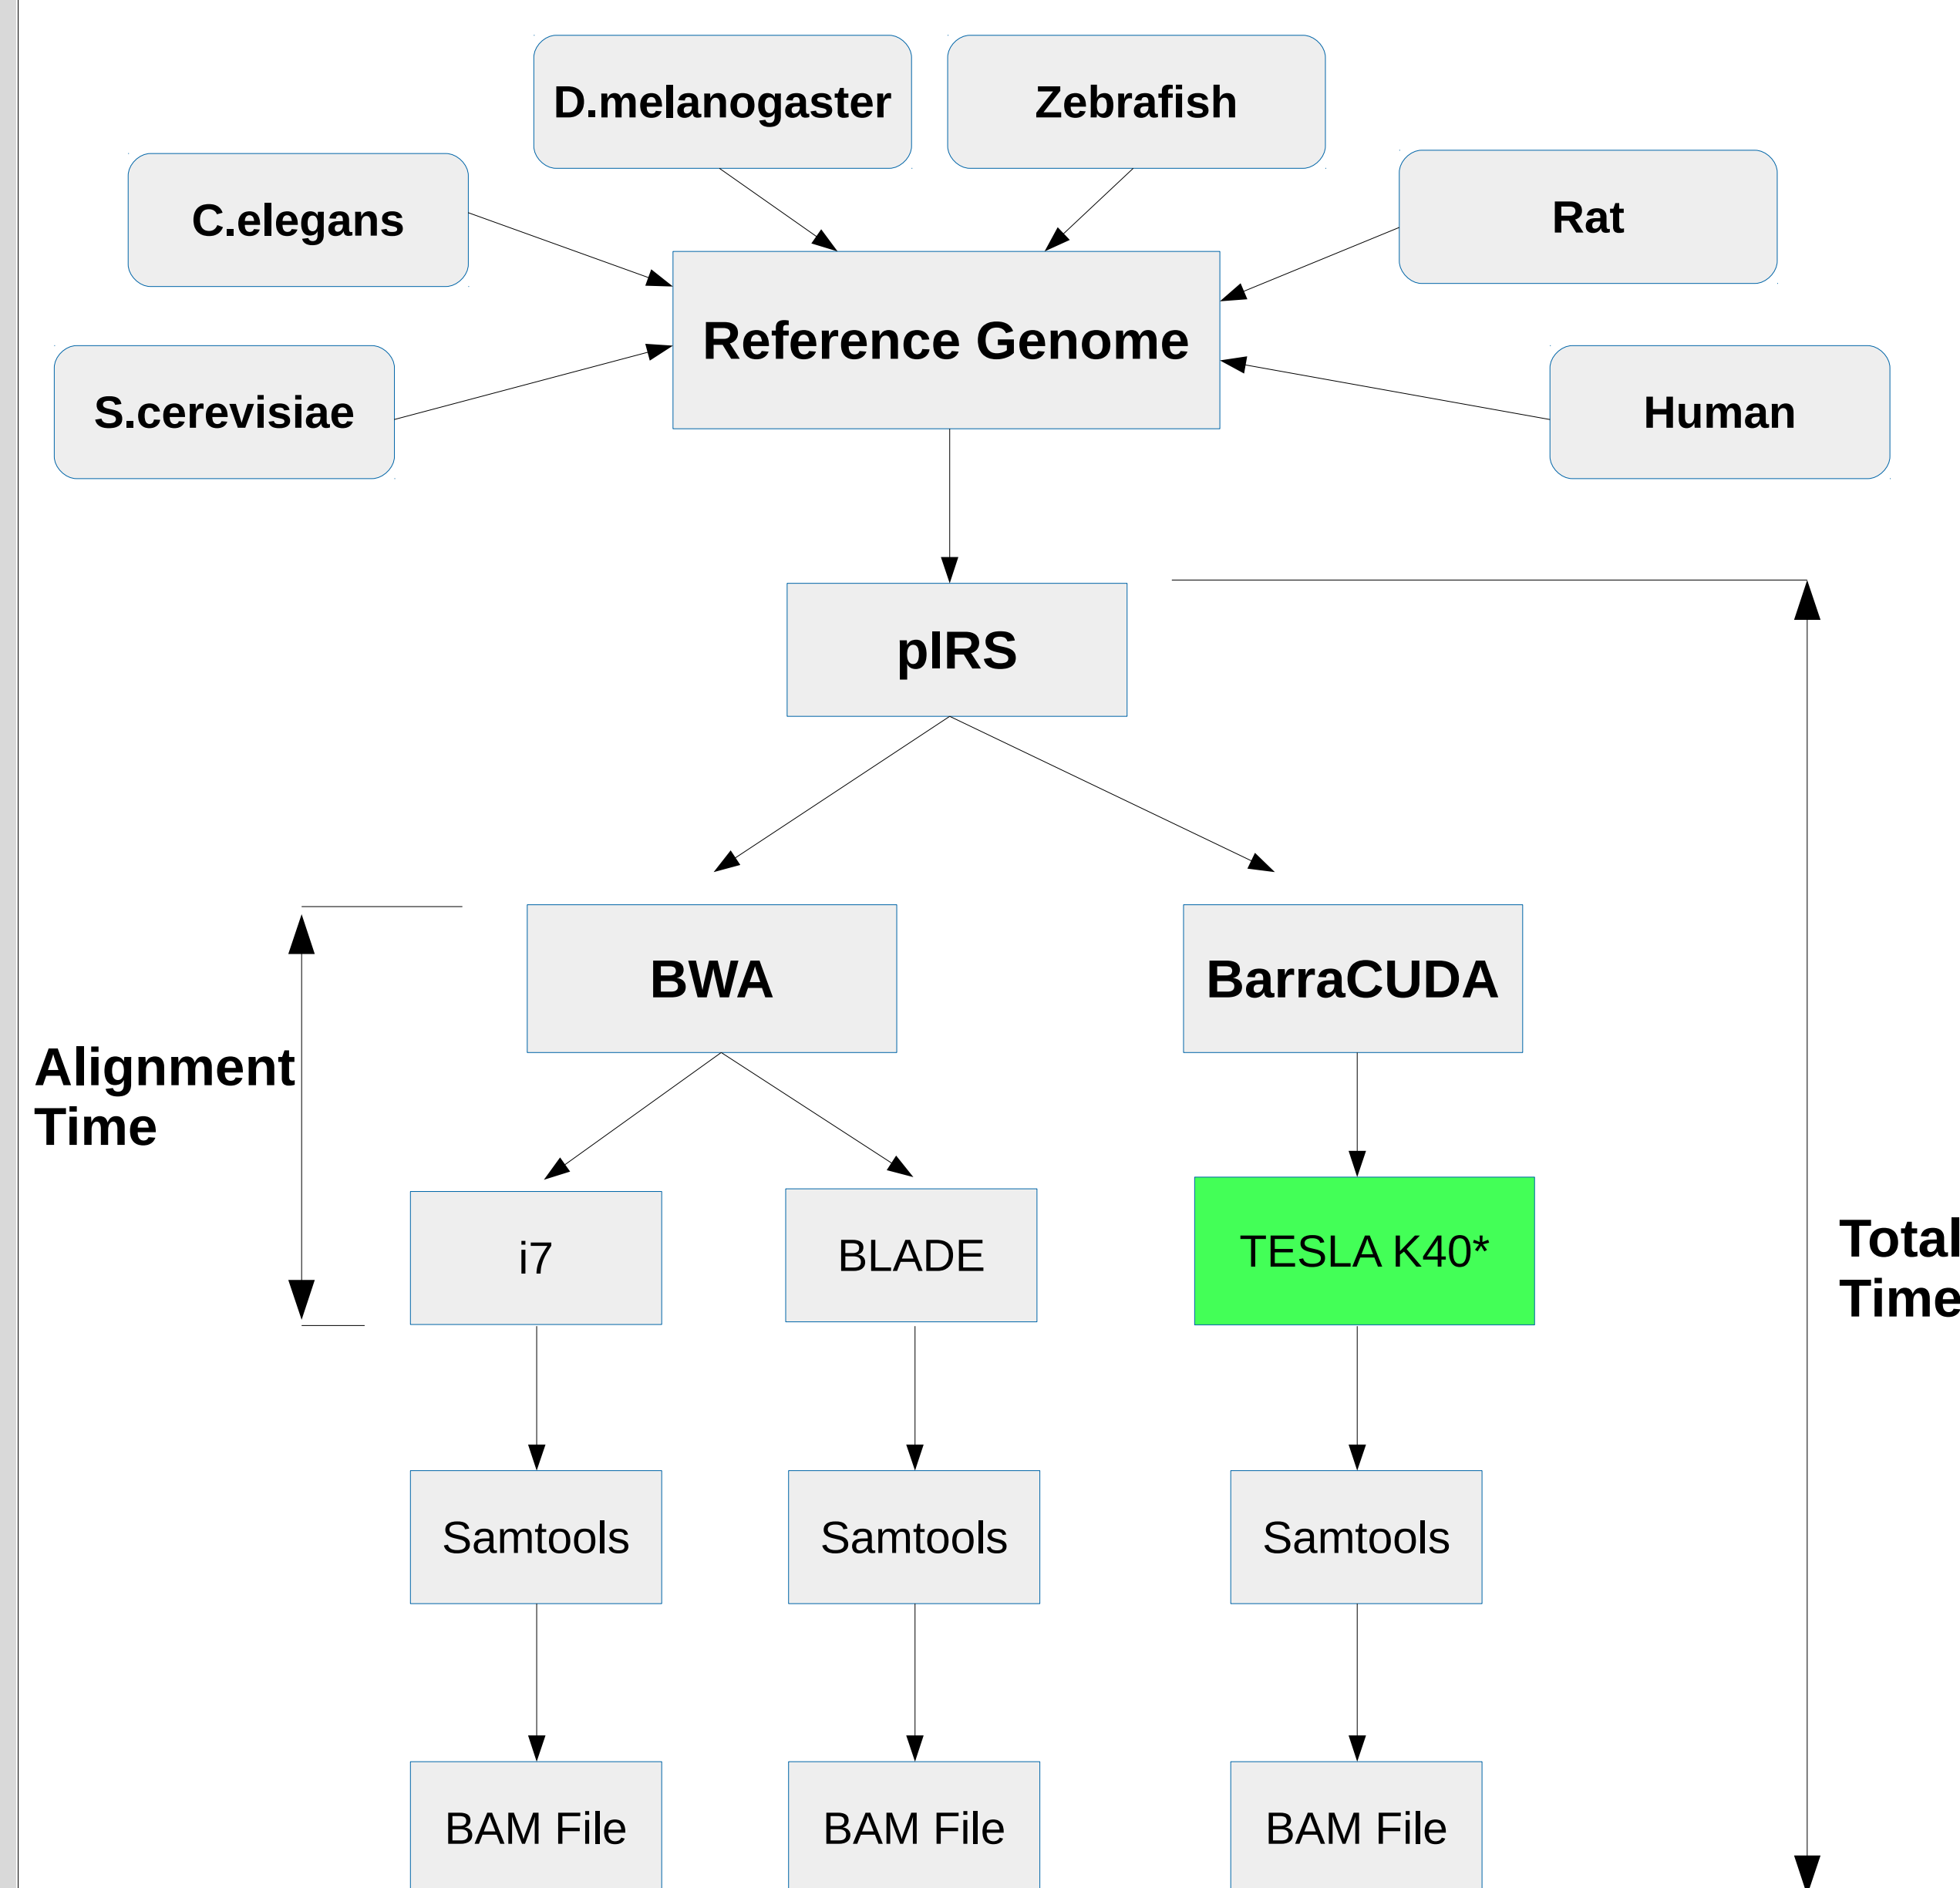 D.melanogaster
Zebrafish
C.elegans
Rat
Reference Genome
S.cerevisiae
Human
pIRS
BWA
BarraCUDA
Alignment
Time
i7
BLADE
TESLA K40*
Total
Time
Samtools
Samtools
Samtools
BAM File
BAM File
BAM File